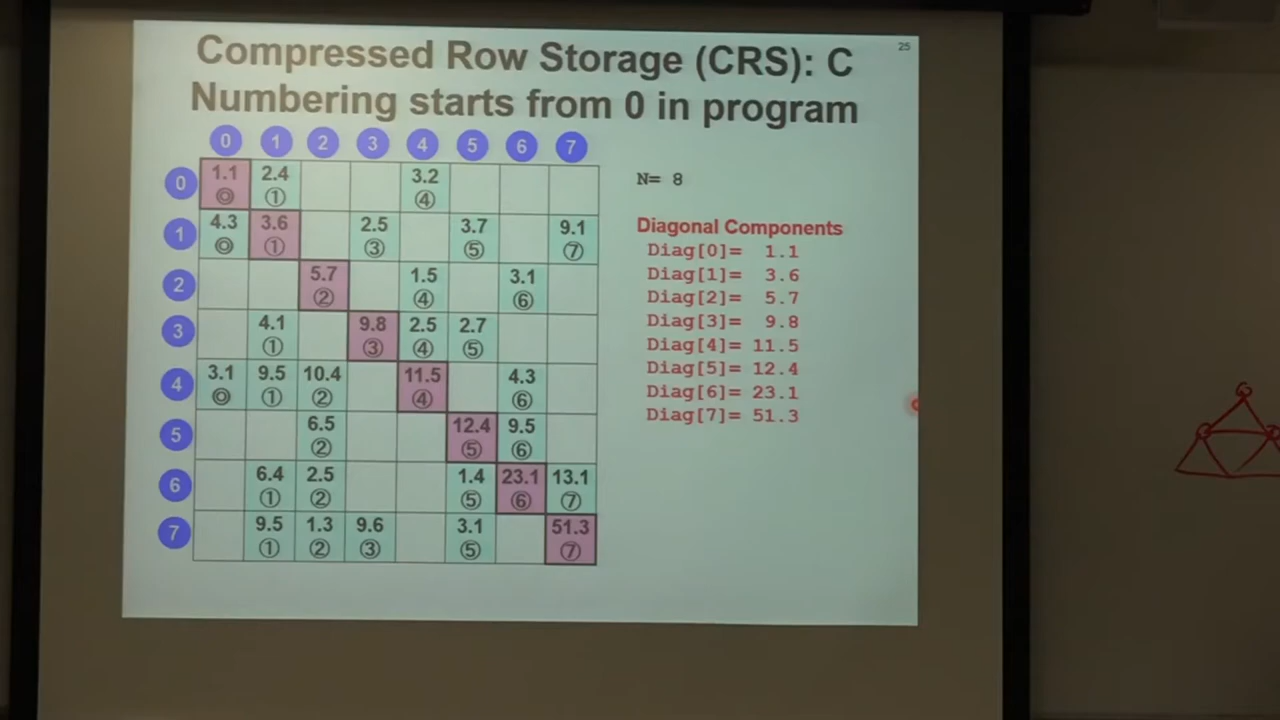 25
Compressed Row Storage (CRS): C
Numbering starts from 0 in program
0 1 2 3 4 5 6 7
0 1.1 2.4 3.2
⓪ ① ④
1 4.3 3.6 2.5 3.7 9.1
⓪ ① ③ ⑤ ⑦
2 5.7 1.5 3.1
② ④ ⑥
3 4.1 9.8 2.5 2.7
① ③ ④ ⑤
4 3.1 9.5 10.4 11.5 4.3
⓪ ① ② ④ ⑥
5 6.5 12.4 9.5
② ⑤ ⑥
6 6.4 2.5 1.4 23.1 13.1
① ② ⑤ ⑥ ⑦
7 9.5 1.3 9.6 3.1 51.3
① ② ③ ⑤ ⑦
N= 8
Diagonal Components
Diag[0]= 1.1
Diag[1]= 3.6
Diag[2]= 5.7
Diag[3]= 9.8
Diag[4]= 11.5
Diag[5]= 12.4
Diag[6]= 23.1
Diag[7]= 51.3